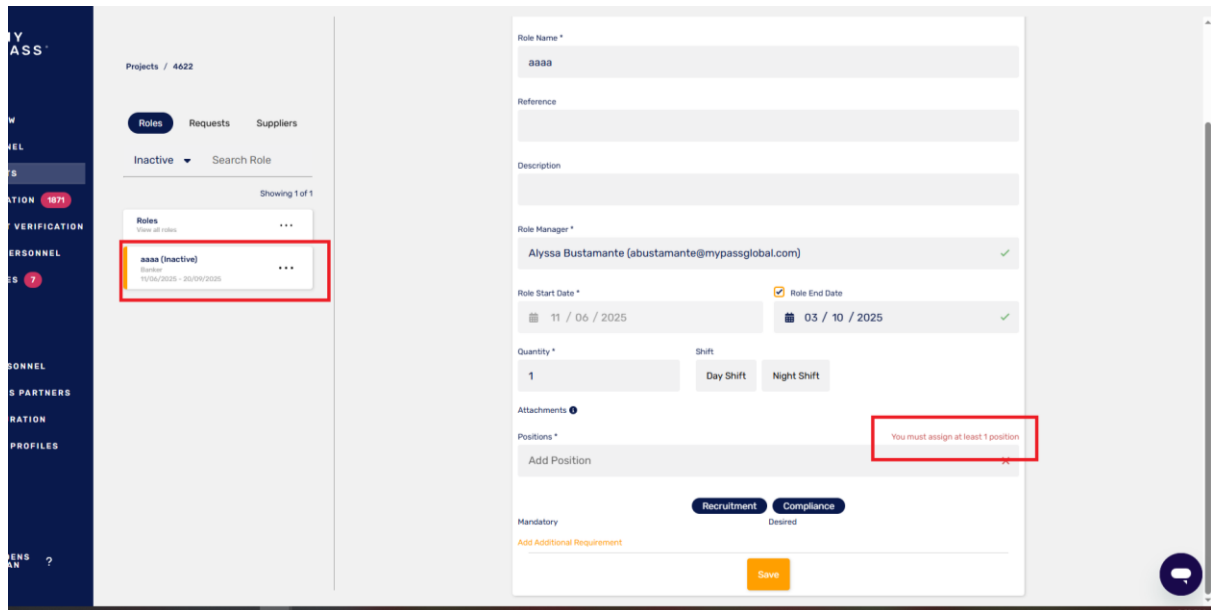 ASS
Projects / 4622
Roles Requests Suppliers
Inactive Search Role
Showing 1 of 1
Roles
View all roles
...
aaaa (Inactive)
Banker
11/06/2025 - 20/09/2025
...
1871
VERIFICATION
7
PARTNERS
PROFILES
?
Role Name *
aaaa
Reference
Description
Role Manager *
Alyssa Bustamante (abustamante@mypassglobal.com)
Role Start Date * Role End Date
11 / 06 / 2025 03 / 10 / 2025
Quantity * Shift
1 Day Shift Night Shift
Attachments
Positions * You must assign at least 1 position
Add Position
Recruitment Compliance
Mandatory Desired
Add Additional Requirement
Save